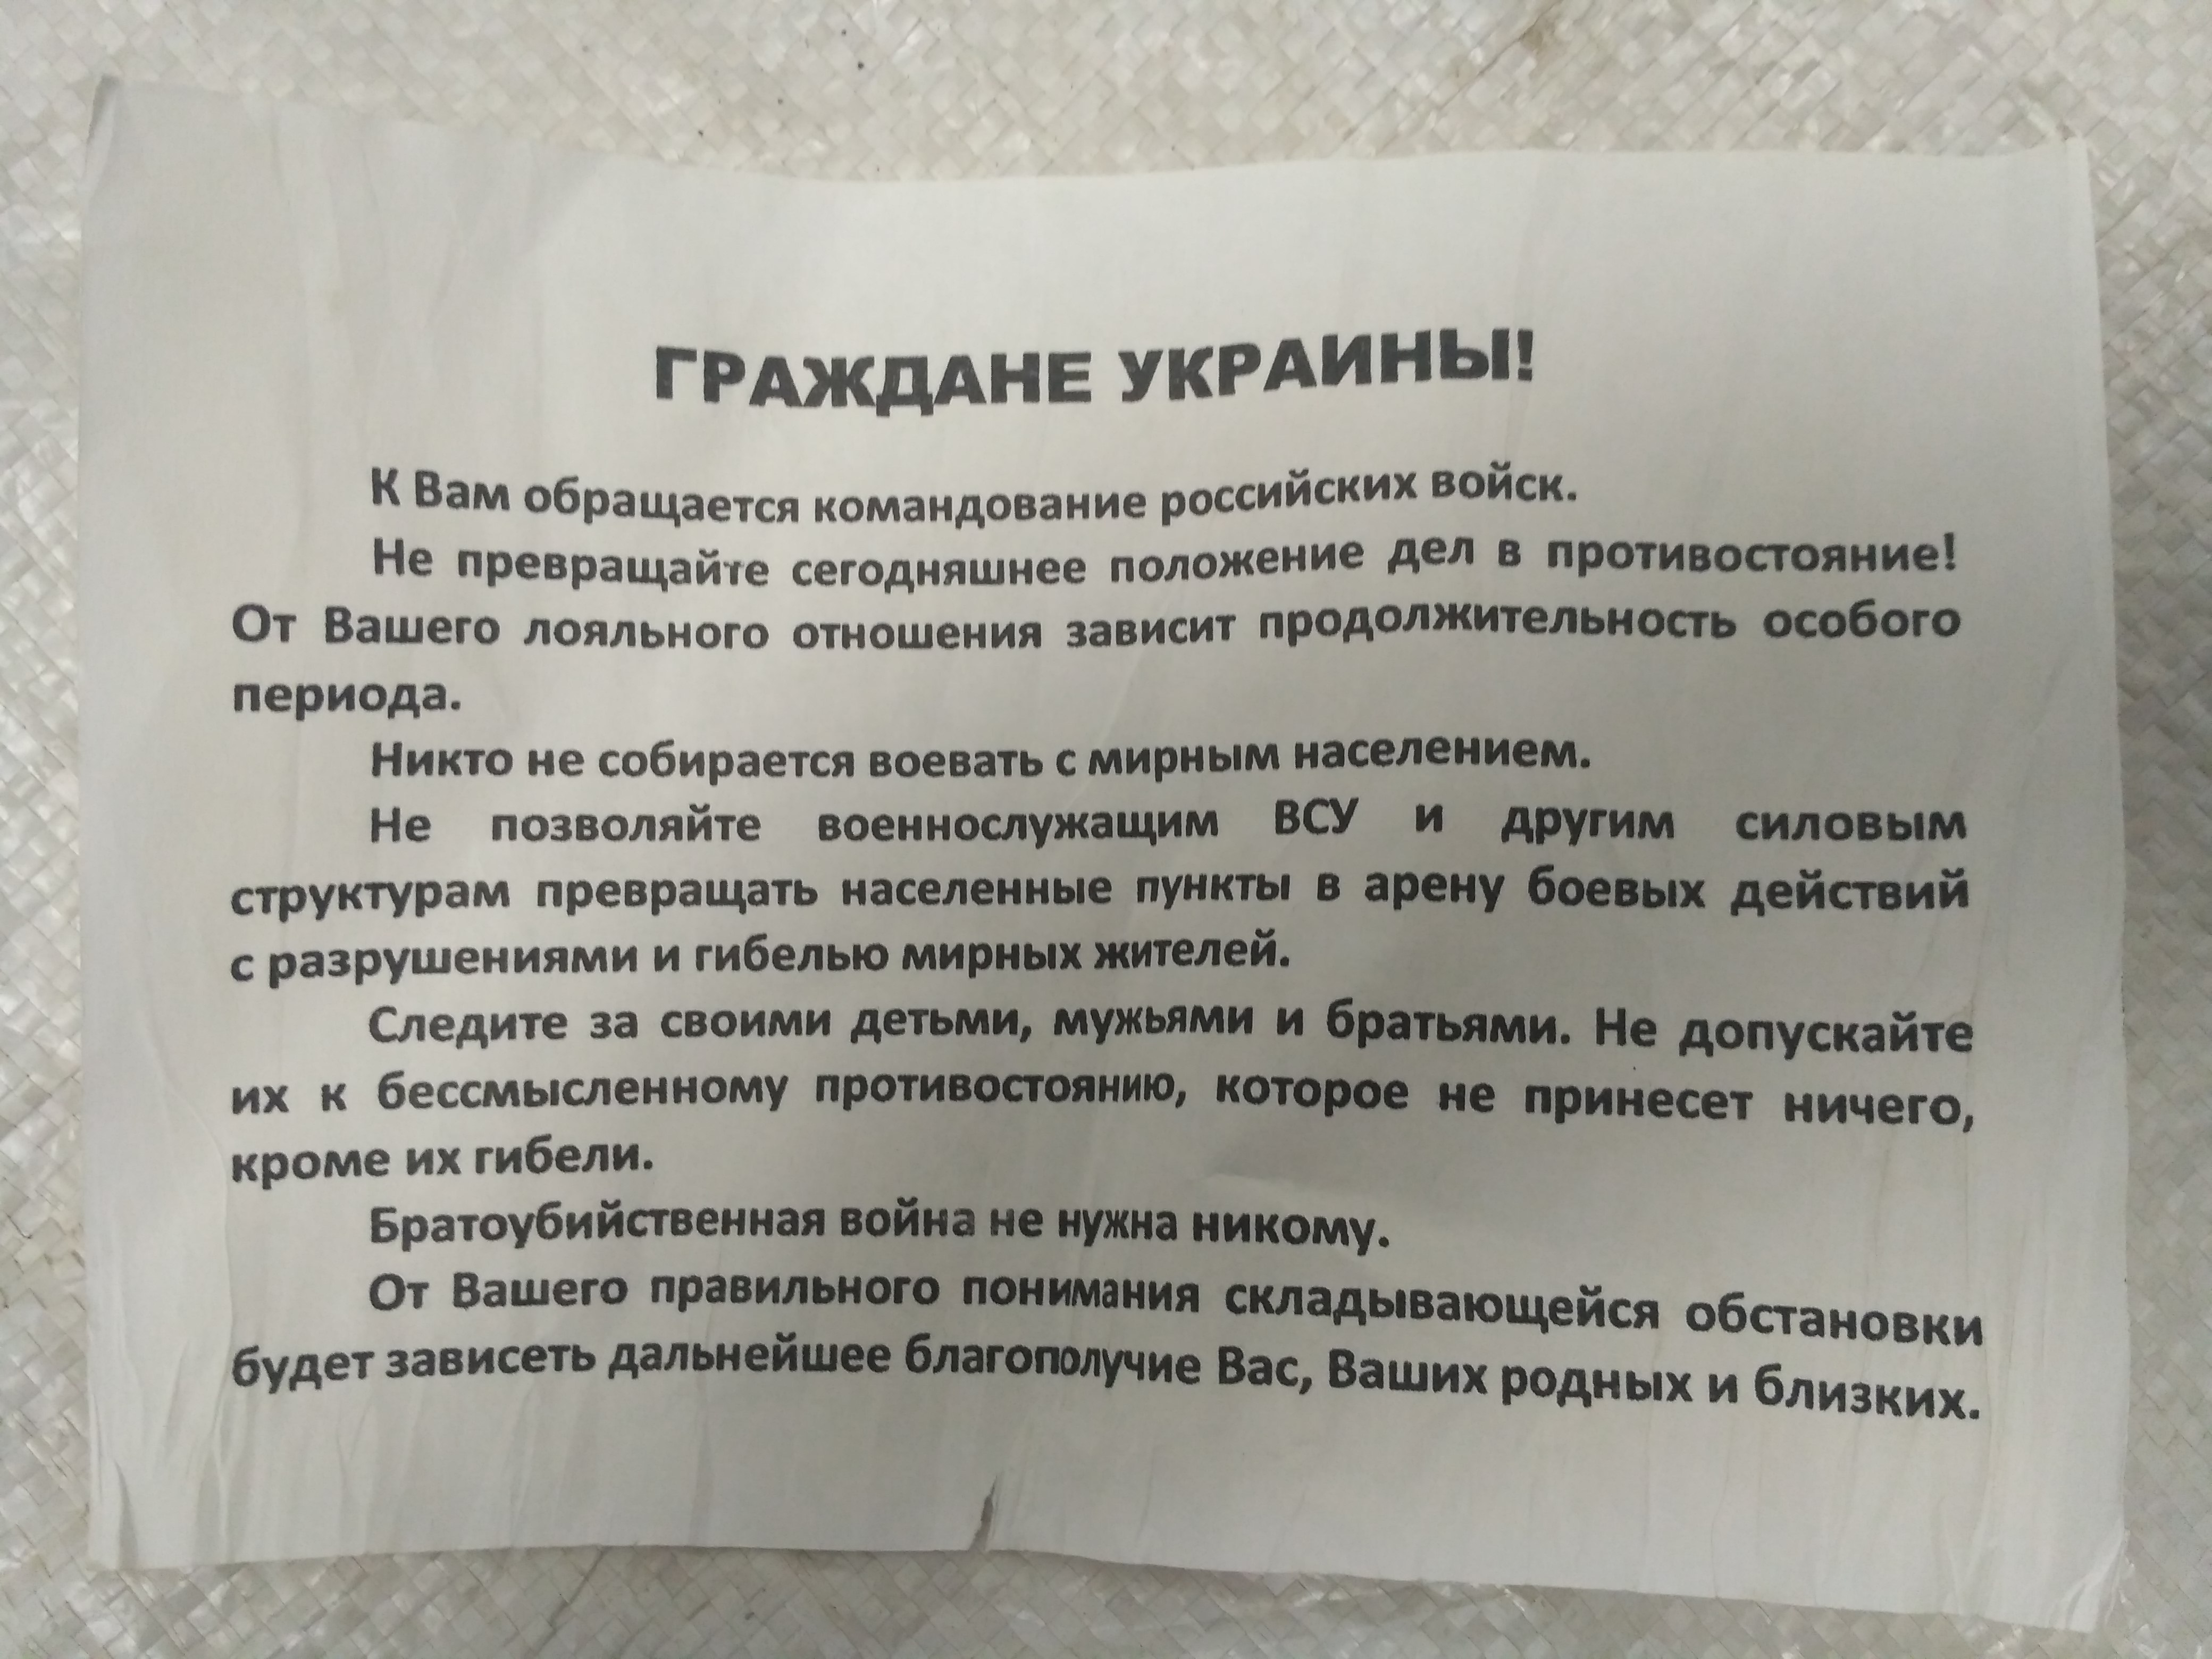 ГРАЖДАНЕ УКРАИНЫ!
К Вам обращается командование российских войск.
Не превращайте сегодняшнее положение дел в противостояние!
От Вашего лояльного отношения зависит продолжительность особого
периода.
Никто не собирается воевать с мирным населением.
Не позволяйте военнослужащим ВСУ и другим силовым
структурам превращать населенные пункты в арену боевых действий
с разрушениями и гибелью мирных жителей.
Следите за своими детьми, мужьями и братьями. Не допускайте
их к бессмысленному противостоянию, которое не принесет ничего,
кроме их гибели.
Братоубийственная война не нужна никому.
От Вашего правильного понимания складывающейся обстановки
будет зависеть дальнейшее благополучие Вас, Ваших родных и близких.